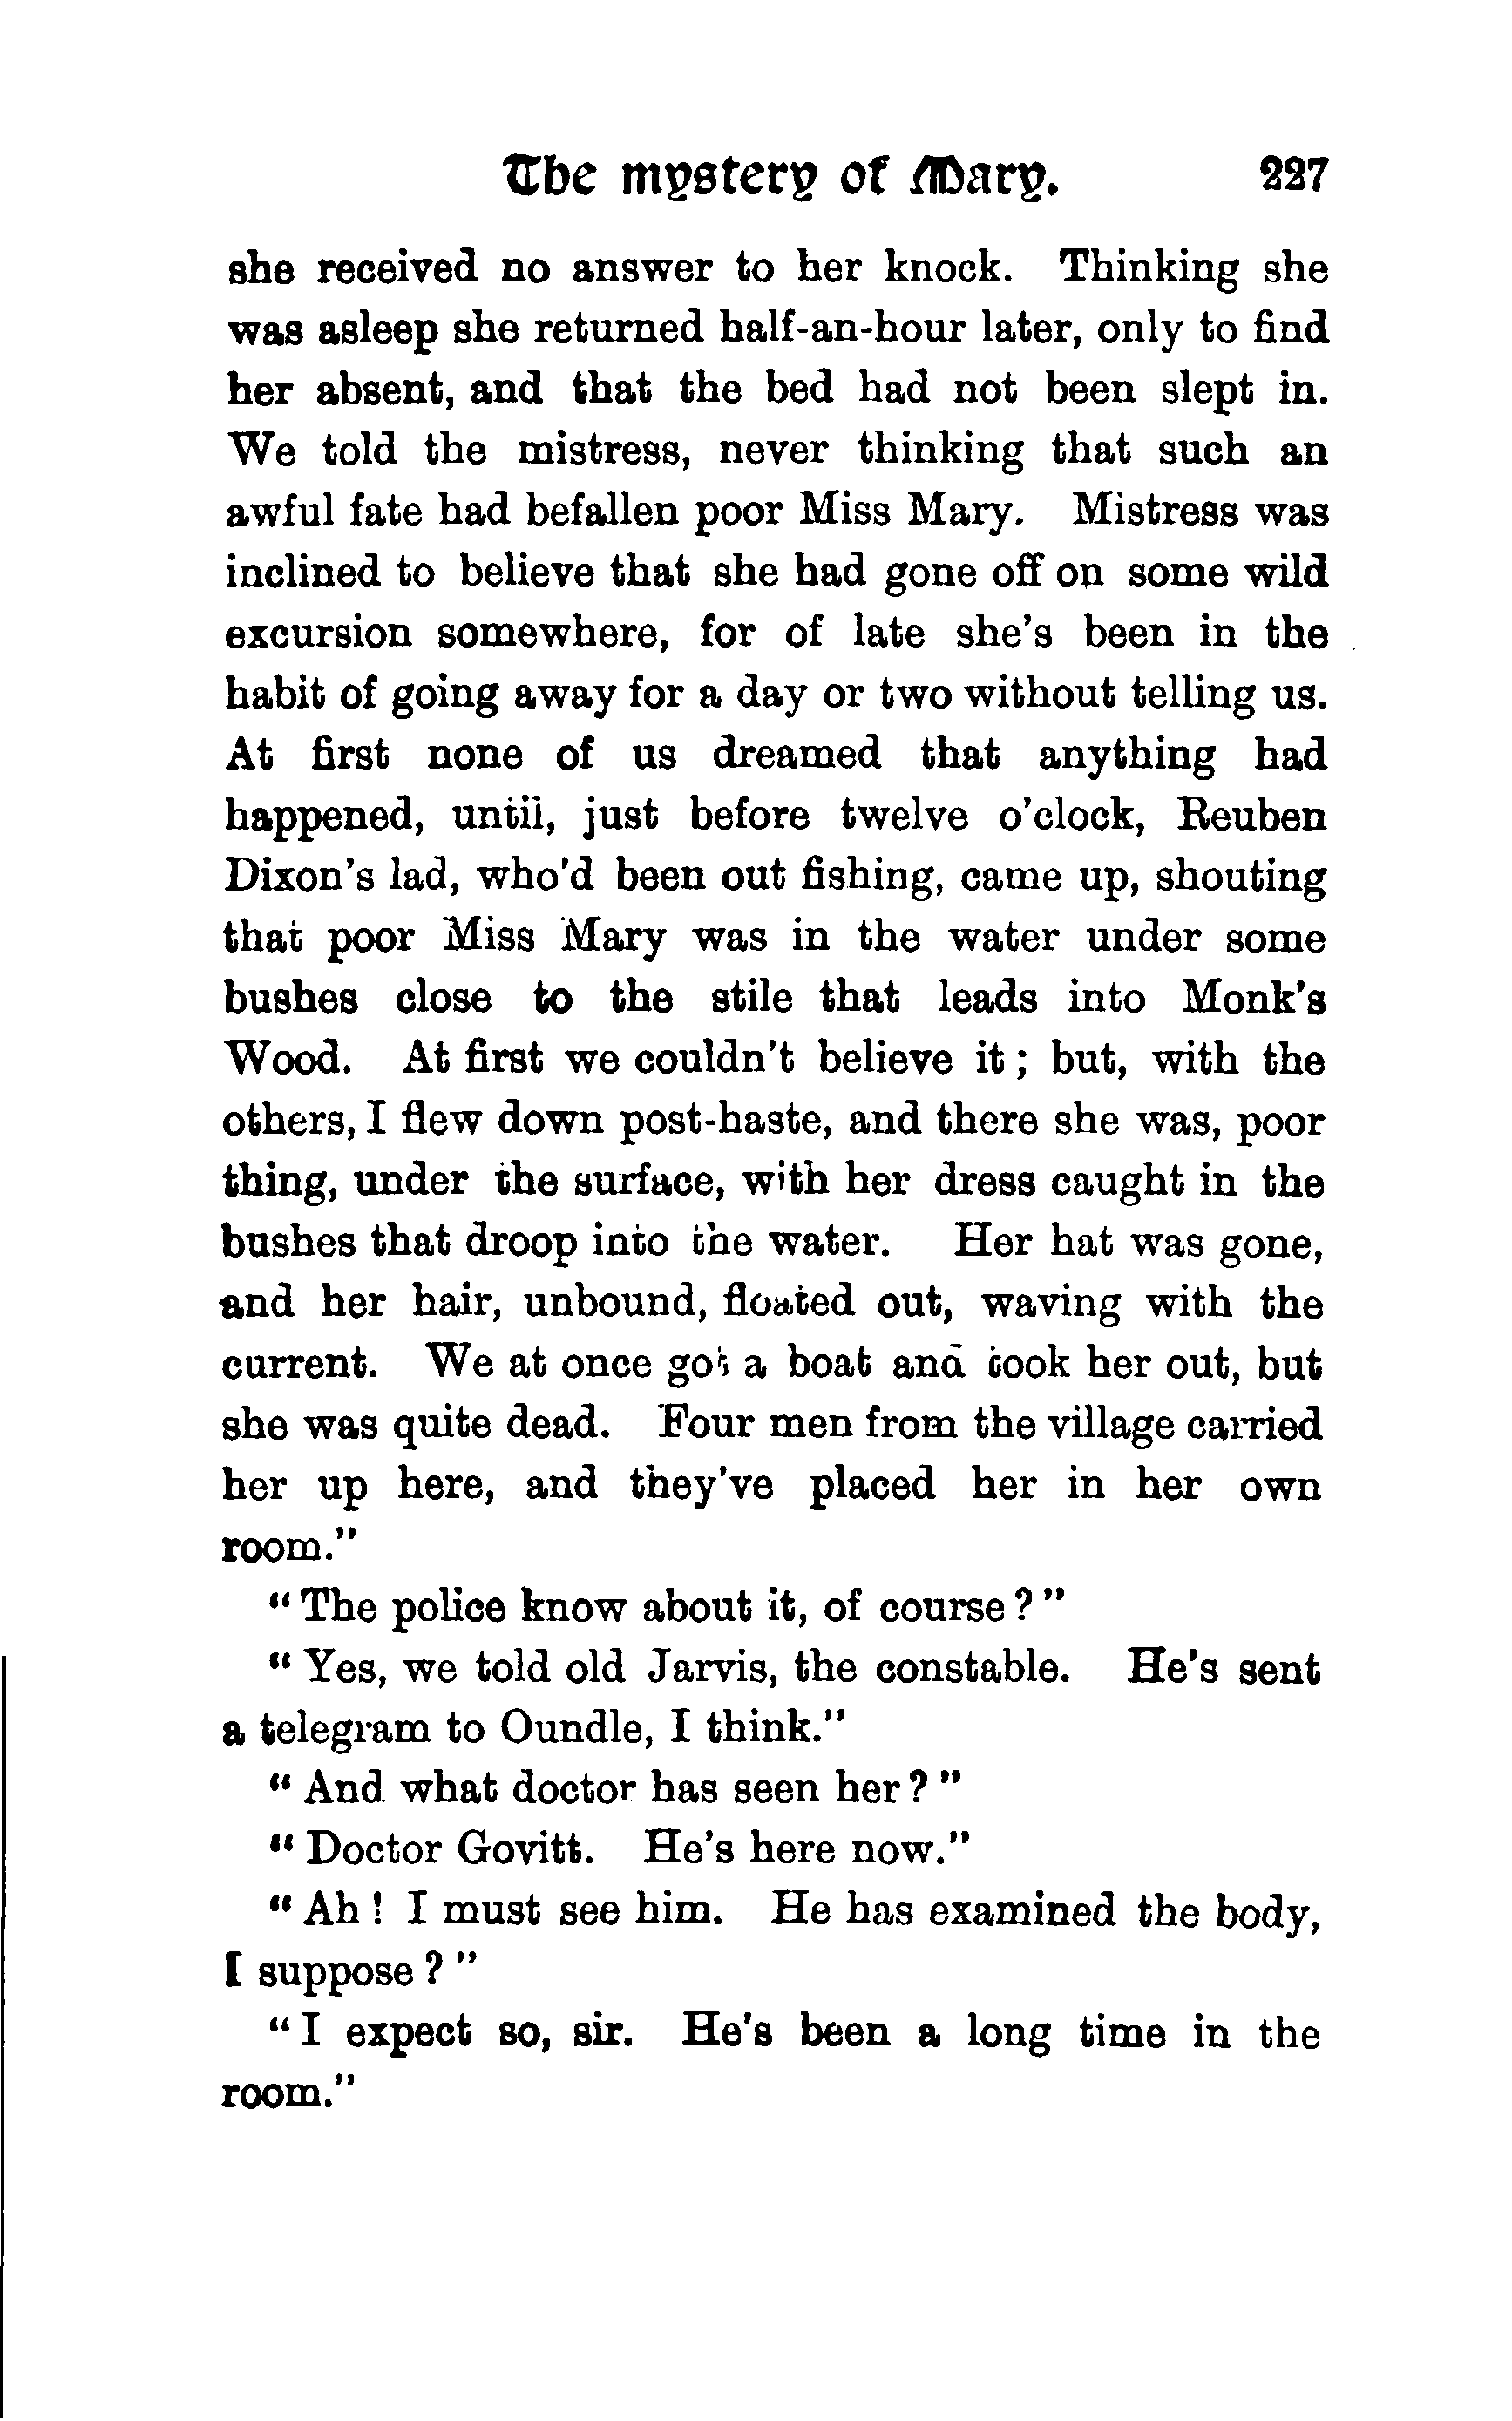 The mystery of Mary. 227
she received no answer to her knock. Thinking she
was asleep she returned half-an-hour later, only to find
her absent, and that the bed had not been slept in.
We told the mistress, never thinking that such an
awful fate had befallen poor Miss Mary. Mistress was
inclined to believe that she had gone off on some wild
excursion somewhere, for of late she's been in the
habit of going away for a day or two without telling us.
At first none of us dreamed that anything had
happened, until, just before twelve o'clock, Reuben
Dixon's lad, who'd been out fishing, came up, shouting
that poor Miss Mary was in the water under some
bushes close to the stile that leads into Monk's
Wood. At first we couldn't believe it; but, with the
others, I flew down post-haste, and there she was, poor
thing, under the surface, with her dress caught in the
bushes that droop into the water. Her hat was gone,
and her hair, unbound, floated out, waving with the
current. We at once got a boat and took her out, but
she was quite dead. Four men from the village carried
her up here, and they've placed her in her own
room."
"The police know about it, of course?"
"Yes, we told old Jarvis, the constable. He's sent
a telegram to Oundle, I think."
"And what doctor has seen her?"
"Doctor Govitt. He's here now."
"Ah! I must see him. He has examined the body,
I suppose?"
"I expect so, sir. He's been a long time in the
room."